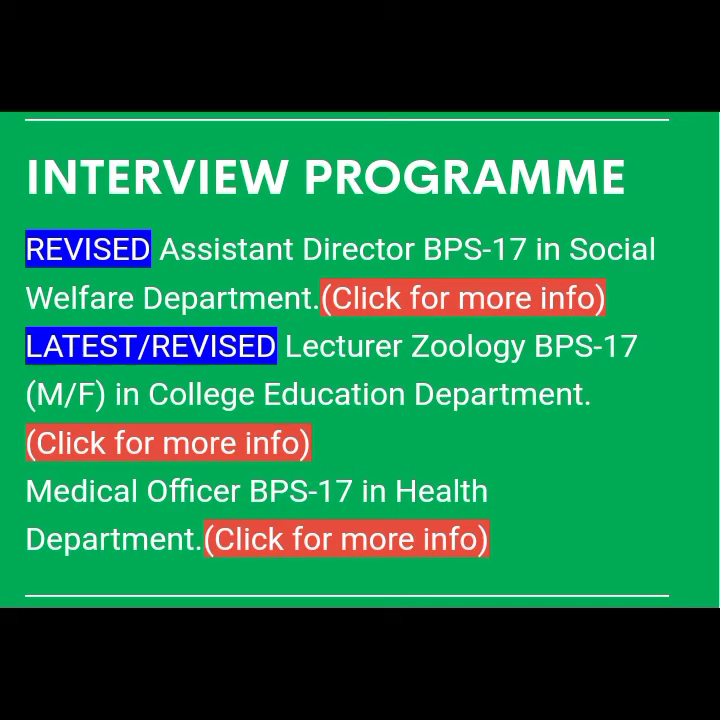 INTERVIEW PROGRAMME
REVISED Assistant Director BPS-17 in Social
Welfare Department.(Click for more info)
LATEST/REVISED Lecturer Zoology BPS-17
(M/F) in College Education Department.
(Click for more info)
Medical Officer BPS-17 in Health
Department.(Click for more info)